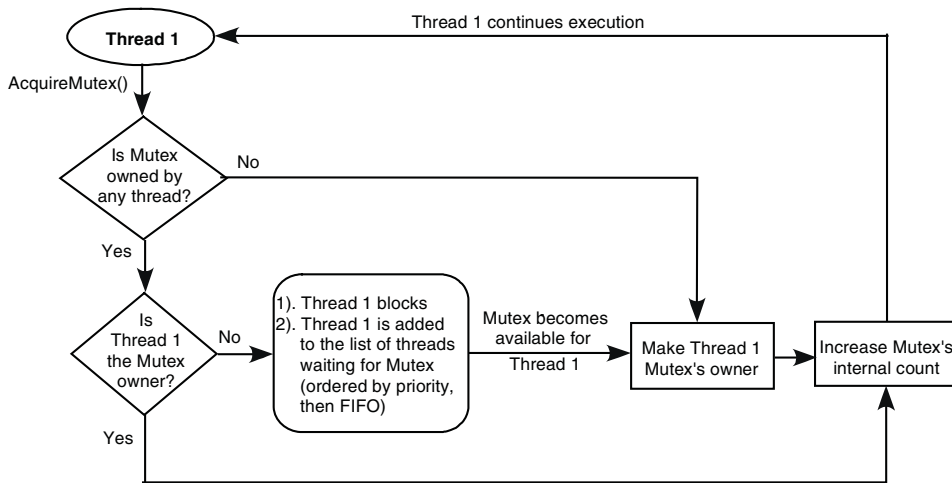 Thread 1 continues execution
Thread 1
AcquireMutex()
Is Mutex
owned by
any thread?
No
Yes
Is
Thread 1
the Mutex
owner?
No
Yes
1). Thread 1 blocks
2). Thread 1 is added
to the list of threads
waiting for Mutex
(ordered by priority,
then FIFO)
Mutex becomes
available for
Thread 1
Make Thread 1
Mutex's owner
Increase Mutex's
internal count